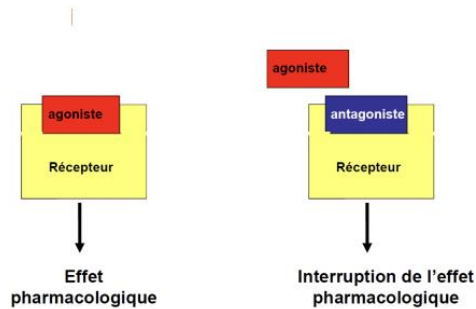 agoniste
Récepteur
Effet
pharmacologique
agoniste
antagoniste
Récepteur
Interruption de l'effet
pharmacologique